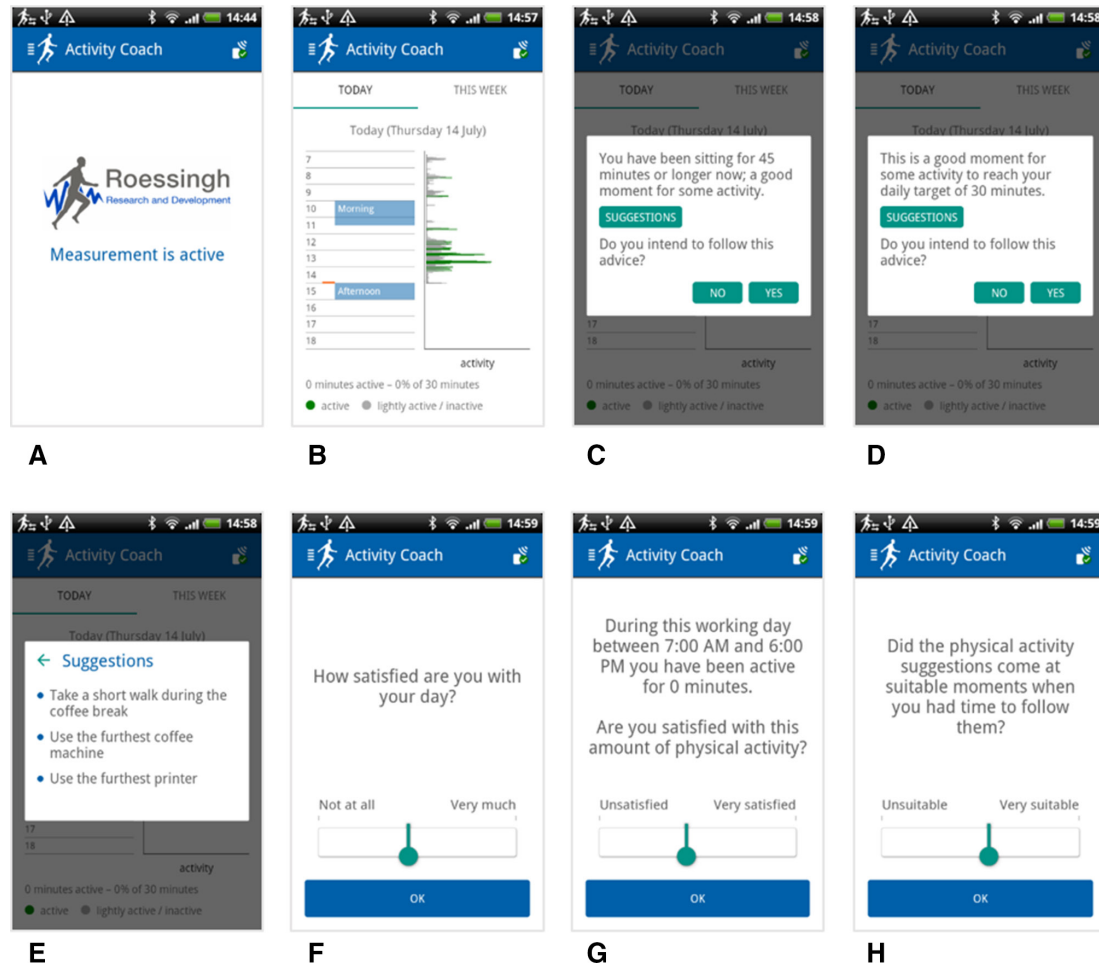 14:44
Activity Coach
Roessingh
Research and Development
Measurement is active
A
14:57
Activity Coach
TODAY THIS WEEK
Today (Thursday 14 July)
7
8
9
10 Morning
11
12
13
14
15 Afternoon
16
17
18
activity
0 minutes active – 0% of 30 minutes
active lightly active / inactive
B
14:58
Activity Coach
TODAY THIS WEEK
Today (Thursday 14 July)
You have been sitting for 45
minutes or longer now; a good
moment for some activity.
SUGGESTIONS
Do you intend to follow this
advice?
NO YES
17
18
activity
0 minutes active – 0% of 30 minutes
active lightly active / inactive
C
14:58
Activity Coach
TODAY THIS WEEK
Today (Thursday 14 July)
This is a good moment for
some activity to reach your
daily target of 30 minutes.
SUGGESTIONS
Do you intend to follow this
advice?
NO YES
17
18
activity
0 minutes active – 0% of 30 minutes
active lightly active / inactive
D
14:58
Activity Coach
TODAY THIS WEEK
Today (Thursday 14 July)
Suggestions
Take a short walk during the
coffee break
Use the furthest coffee
machine
Use the furthest printer
17
18
activity
0 minutes active – 0% of 30 minutes
active lightly active / inactive
E
14:59
Activity Coach
How satisfied are you with
your day?
Not at all Very much
OK
F
14:59
Activity Coach
During this working day
between 7:00 AM and 6:00
PM you have been active
for 0 minutes.
Are you satisfied with this
amount of physical activity?
Unsatisfied Very satisfied
OK
G
14:59
Activity Coach
Did the physical activity
suggestions come at
suitable moments when
you had time to follow
them?
Unsuitable Very suitable
OK
H